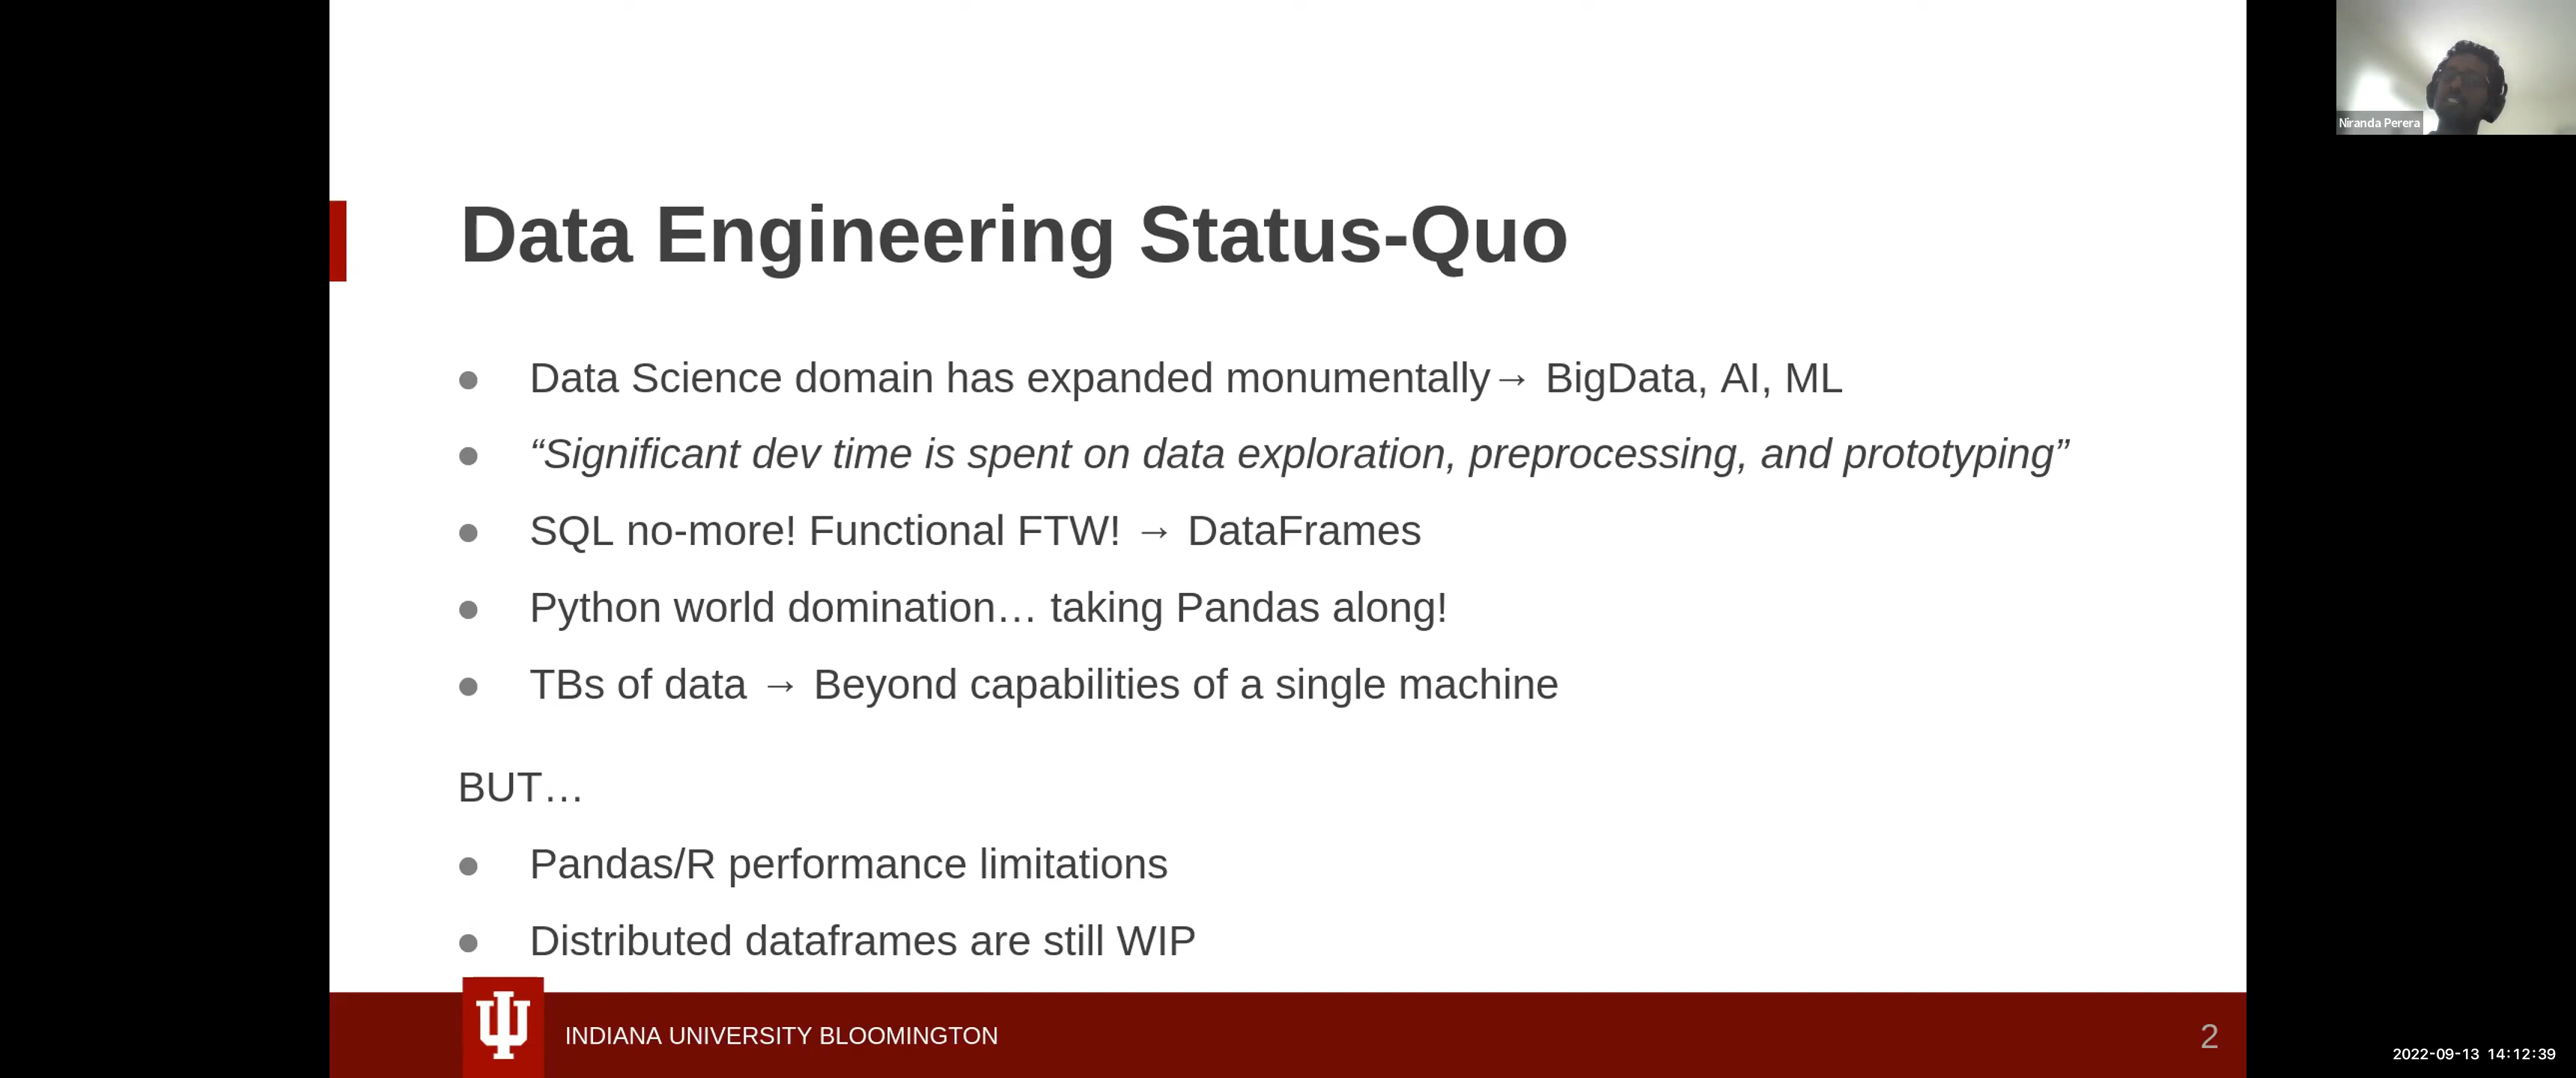 Niranda Perera
Data Engineering Status-Quo
● Data Science domain has expanded monumentally→ BigData, AI, ML
● “Significant dev time is spent on data exploration, preprocessing, and prototyping”
● SQL no-more! Functional FTW! → DataFrames
● Python world domination… taking Pandas along!
● TBs of data → Beyond capabilities of a single machine
BUT…
● Pandas/R performance limitations
● Distributed dataframes are still WIP
INDIANA UNIVERSITY BLOOMINGTON
2
2022-09-13 14:12:39